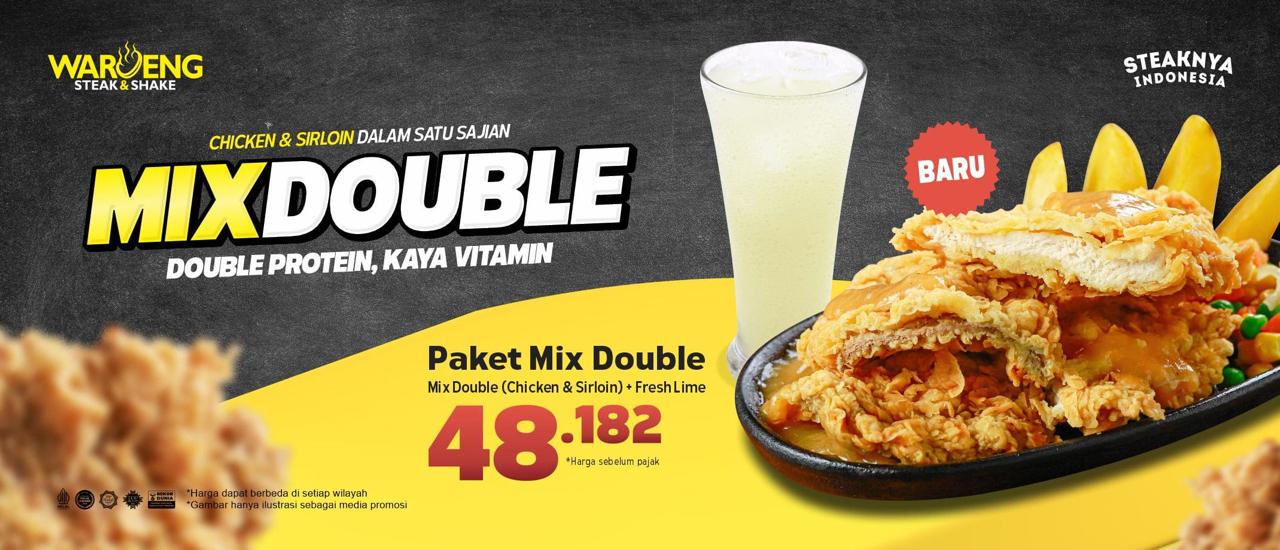 WAROENG
STEAK & SHAKE
STEAKNYA
INDONESIA
CHICKEN & SIRLOIN DALAM SATU SAJIAN
MIXDOUBLE
DOUBLE PROTEIN, KAYA VITAMIN
BARU
Paket Mix Double
Mix Double (Chicken & Sirloin) + Fresh Lime
48.182
*Harga sebelum pajak
*Harga dapat berbeda di setiap wilayah
*Gambar hanya ilustrasi sebagai media promosi